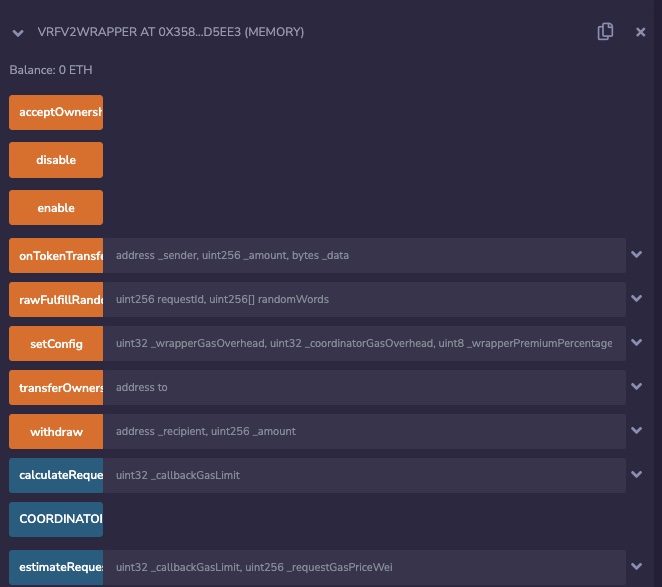 VRFV2WRAPPER AT 0X358...D5EE3 (MEMORY)
Balance: 0 ETH
acceptOwnersh
disable
enable
onTokenTransfe address _sender, uint256 _amount, bytes _data
rawFulfillRando uint256 requestId, uint256[] randomWords
setConfig uint32 _wrapperGasOverhead, uint32 _coordinatorGasOverhead, uint8 _wrapperPremiumPercentage
transferOwners address to
withdraw address _recipient, uint256 _amount
calculateReque uint32 _callbackGasLimit
COORDINATOR
estimateReques uint32 _callbackGasLimit, uint256 _requestGasPriceWei